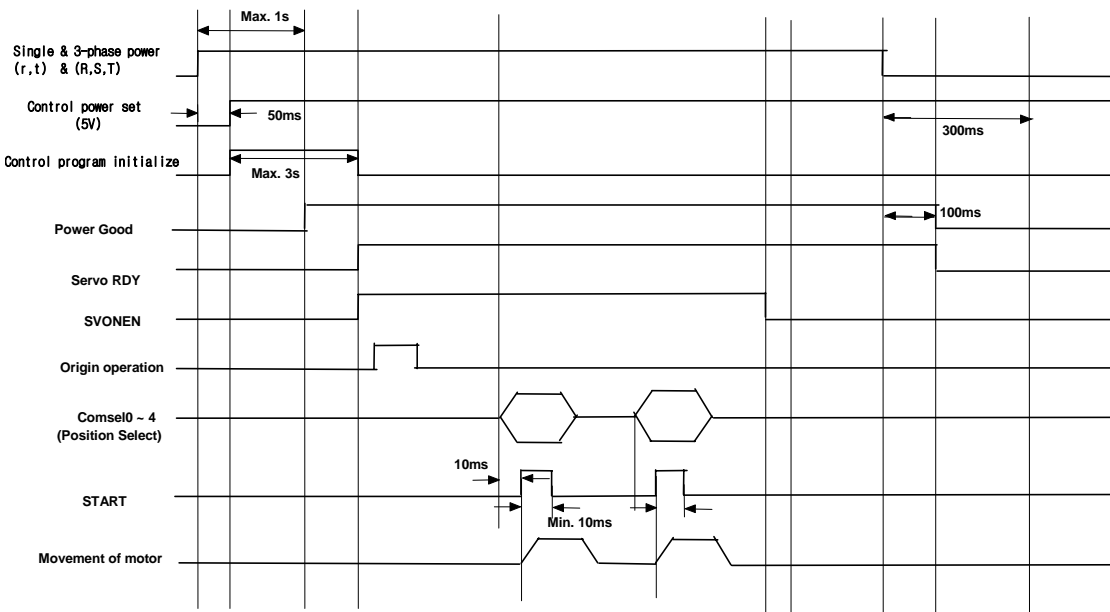 Max. 1s
Single & 3-phase power
(r,t) & (R,S,T)
Control power set
(5V)
50ms
300ms
Control program initialize
Max. 3s
Power Good
100ms
Servo RDY
SVONEN
Origin operation
Comsel0 ~ 4
(Position Select)
10ms
START
Min. 10ms
Movement of motor